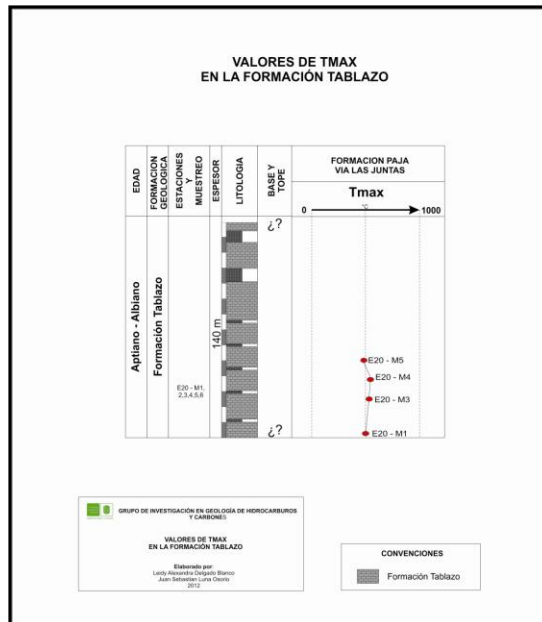 VALORES DE TMAX
EN LA FORMACIÓN TABLAZO
EDAD
FORMACION
GEOLOGICA
ESTACIONES
Y
MUESTREO
ESPESOR
LITOLOGIA
BASE Y
TOPE
FORMACION PAJA
VIA LAS JUNTAS
Tmax
0
°C
1000
Aptiano - Albiano
Formación Tablazo
E20 - M1,
2,3,4,5,6
140 m
¿?
¿?
E20 - M5
E20 - M4
E20 - M3
E20 - M1
GRUPO DE INVESTIGACIÓN EN GEOLOGÍA DE HIDROCARBUROS
Y CARBONES
VALORES DE TMAX
EN LA FORMACIÓN TABLAZO
Elaborado por:
Leidy Alexandra Delgado Blanco
Juan Sebastian Luna Osorio
2012
CONVENCIONES
Formación Tablazo